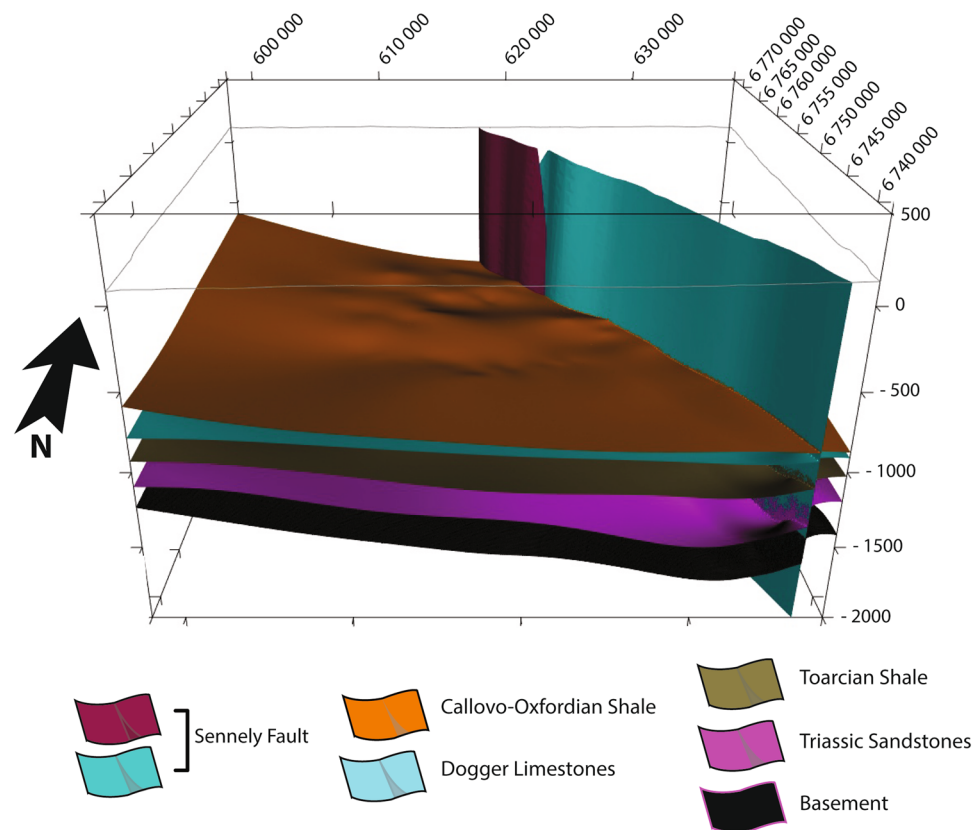 600 000
610 000
620 000
630 000
6 770 000
6 765 000
6 760 000
6 755 000
6 750 000
6 745 000
6 740 000
500
0
- 500
- 1000
- 1500
- 2000
N
Sennely Fault
Callovo-Oxfordian Shale
Dogger Limestones
Toarcian Shale
Triassic Sandstones
Basement